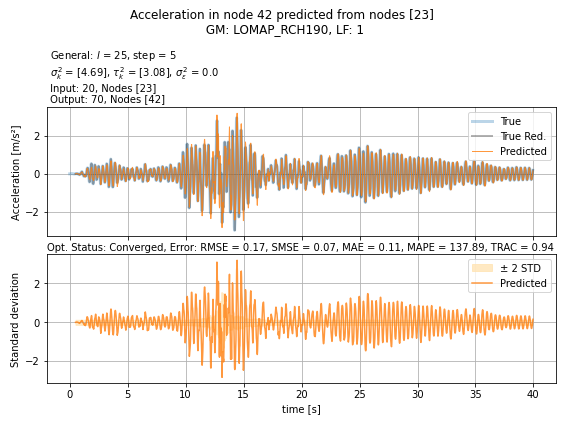 Acceleration in node 42 predicted from nodes [23]
GM: LOMAP_RCH190, LF: 1
General: l = 25, step = 5
σ²ₖ = [4.69], τ²ₖ = [3.08], σ²ε = 0.0
Input: 20, Nodes [23]
Output: 70, Nodes [42]
True
True Red.
Predicted
Acceleration [m/s²]
2
0
−2
Opt. Status: Converged, Error: RMSE = 0.17, SMSE = 0.07, MAE = 0.11, MAPE = 137.89, TRAC = 0.94
± 2 STD
Predicted
Standard deviation
2
0
−2
0 5 10 15 20 25 30 35 40
time [s]